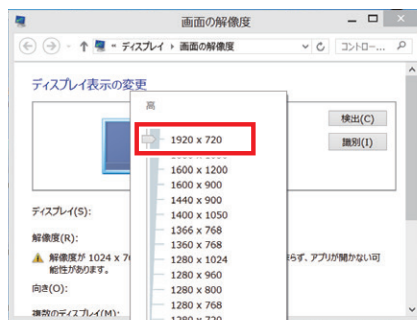 画面の解像度
ディスプレイ ▸ 画面の解像度
コントロー...
ディスプレイ表示の変更
検出(C)
識別(I)
高
1920 x 720
1600 x 1200
1600 x 900
1440 x 900
1400 x 1050
1366 x 768
1360 x 768
1280 x 1024
1280 x 960
1280 x 800
1280 x 768
1280 x 720
ディスプレイ(S):
解像度(R):
解像度が 1024 x 7
らず、アプリが開かない可
能性があります。
向き(O):
複数のディスプレイ(M):